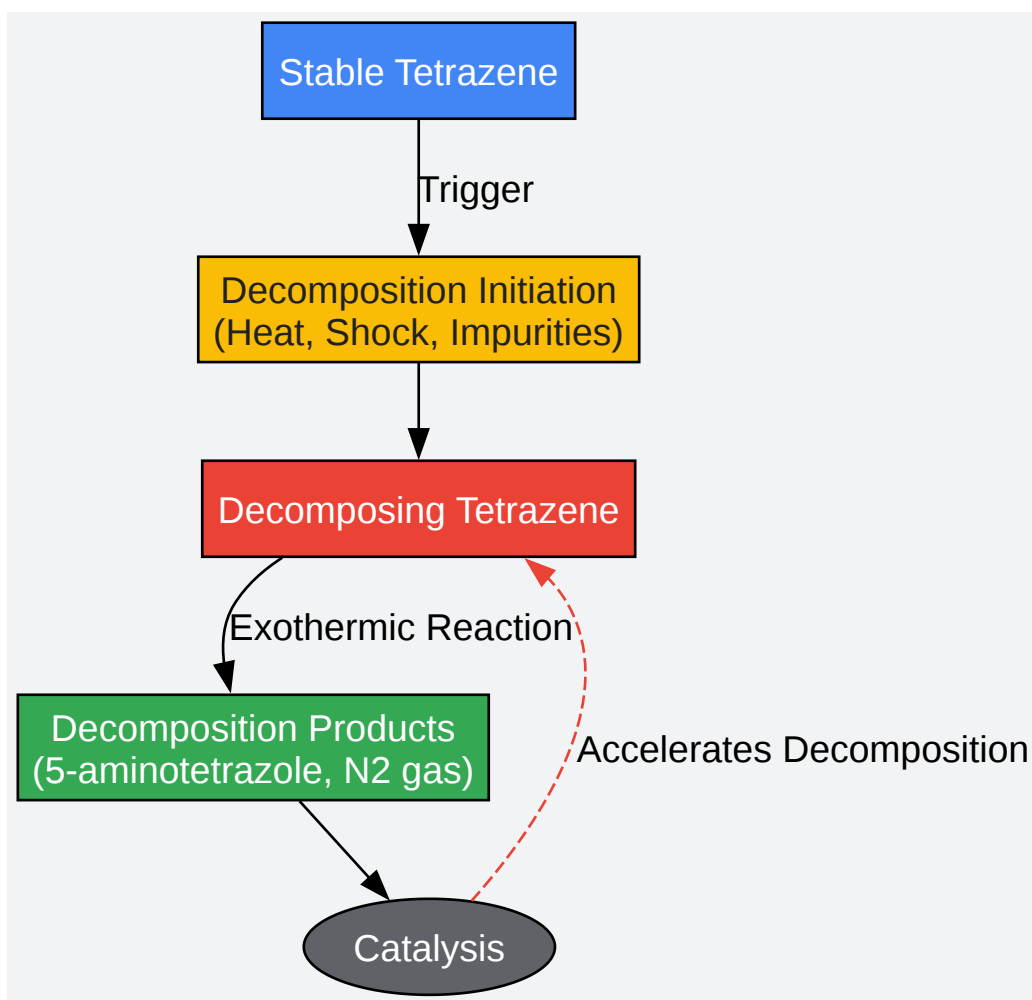 Stable Tetrazene
Trigger
Decomposition Initiation
(Heat, Shock, Impurities)
Decomposing Tetrazene
Exothermic Reaction
Decomposition Products
(5-aminotetrazole, N2 gas)
Accelerates Decomposition
Catalysis